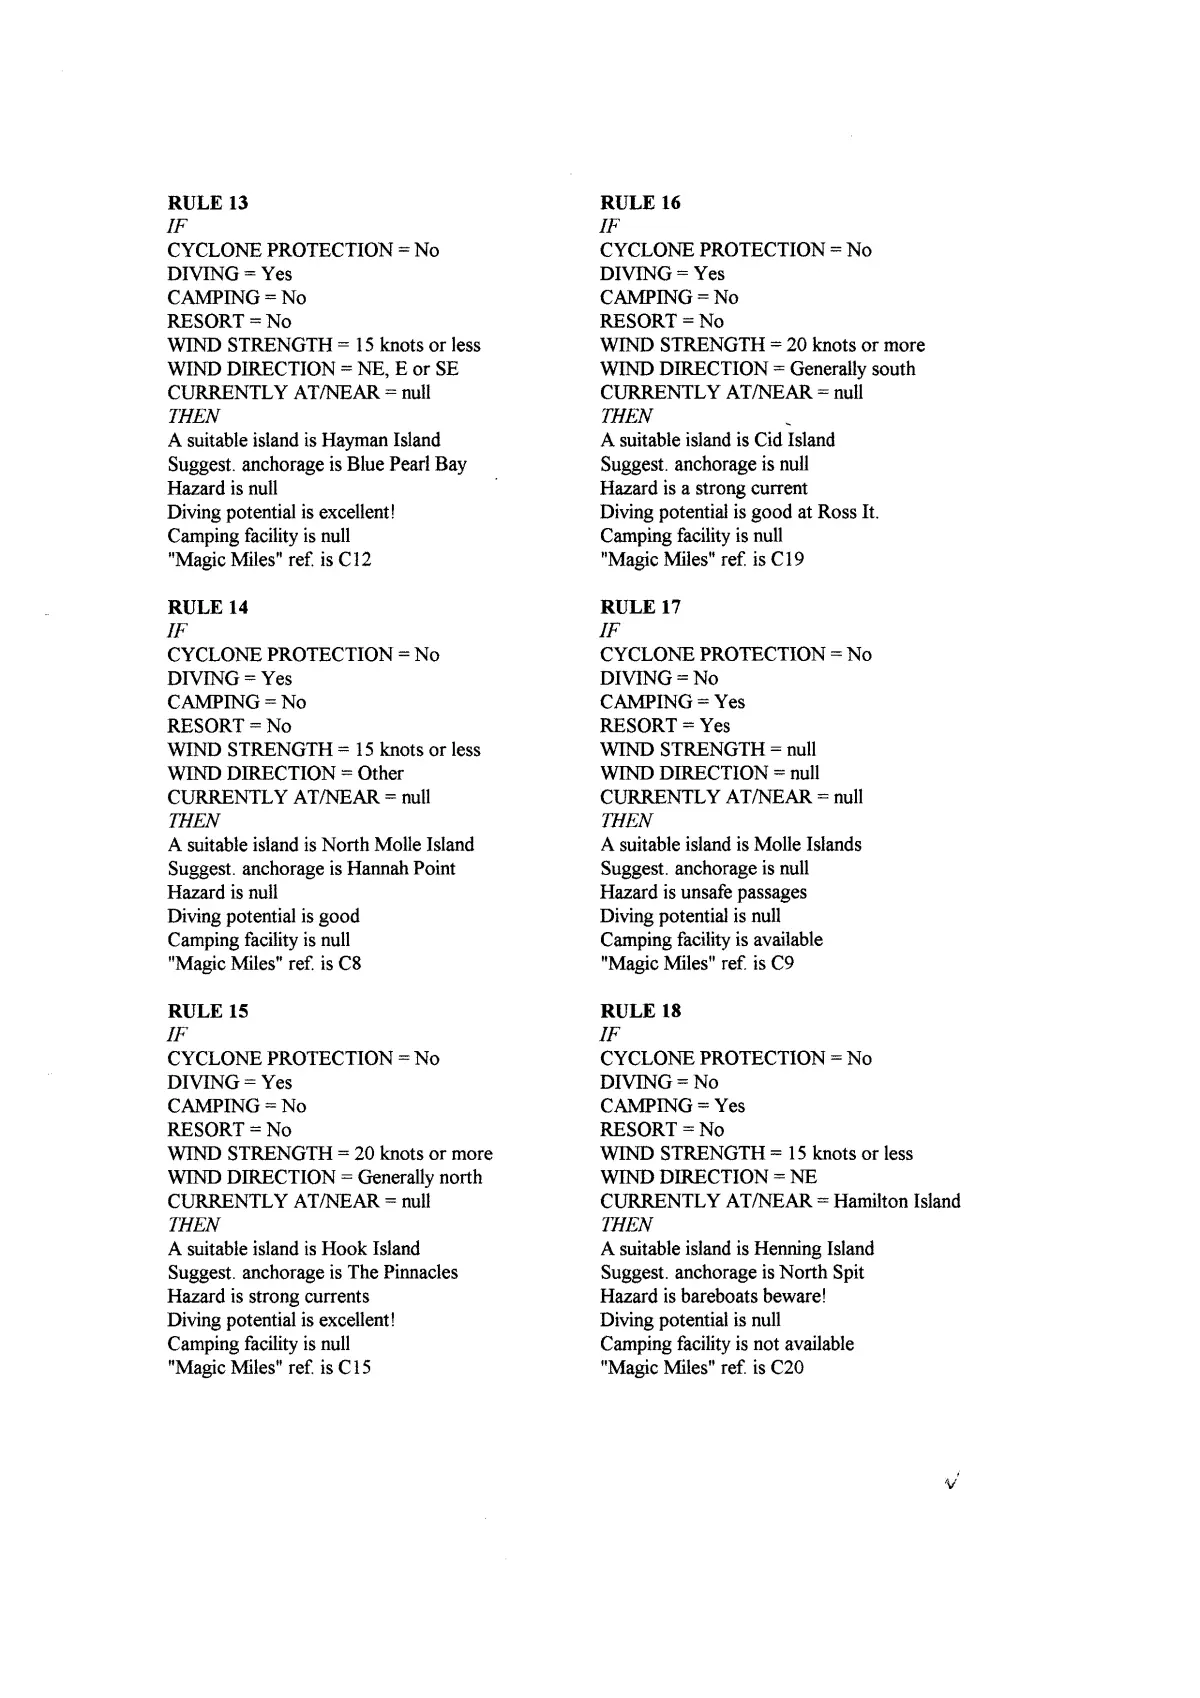 RULE 13
IF
CYCLONE PROTECTION = No
DIVING = Yes
CAMPING = No
RESORT = No
WIND STRENGTH = 15 knots or less
WIND DIRECTION = NE, E or SE
CURRENTLY AT/NEAR = null
THEN
A suitable island is Hayman Island
Suggest. anchorage is Blue Pearl Bay
Hazard is null
Diving potential is excellent!
Camping facility is null
"Magic Miles" ref. is C12
RULE 14
IF
CYCLONE PROTECTION = No
DIVING = Yes
CAMPING = No
RESORT = No
WIND STRENGTH = 15 knots or less
WIND DIRECTION = Other
CURRENTLY AT/NEAR = null
THEN
A suitable island is North Molle Island
Suggest. anchorage is Hannah Point
Hazard is null
Diving potential is good
Camping facility is null
"Magic Miles" ref. is C8
RULE 15
IF
CYCLONE PROTECTION = No
DIVING = Yes
CAMPING = No
RESORT = No
WIND STRENGTH = 20 knots or more
WIND DIRECTION = Generally north
CURRENTLY AT/NEAR = null
THEN
A suitable island is Hook Island
Suggest. anchorage is The Pinnacles
Hazard is strong currents
Diving potential is excellent!
Camping facility is null
"Magic Miles" ref. is C15
RULE 16
IF
CYCLONE PROTECTION = No
DIVING = Yes
CAMPING = No
RESORT = No
WIND STRENGTH = 20 knots or more
WIND DIRECTION = Generally south
CURRENTLY AT/NEAR = null
THEN
A suitable island is Cid Island
Suggest. anchorage is null
Hazard is a strong current
Diving potential is good at Ross It.
Camping facility is null
"Magic Miles" ref. is C19
RULE 17
IF
CYCLONE PROTECTION = No
DIVING = No
CAMPING = Yes
RESORT = Yes
WIND STRENGTH = null
WIND DIRECTION = null
CURRENTLY AT/NEAR = null
THEN
A suitable island is Molle Islands
Suggest. anchorage is null
Hazard is unsafe passages
Diving potential is null
Camping facility is available
"Magic Miles" ref. is C9
RULE 18
IF
CYCLONE PROTECTION = No
DIVING = No
CAMPING = Yes
RESORT = No
WIND STRENGTH = 15 knots or less
WIND DIRECTION = NE
CURRENTLY AT/NEAR = Hamilton Island
THEN
A suitable island is Henning Island
Suggest. anchorage is North Spit
Hazard is bareboats beware!
Diving potential is null
Camping facility is not available
"Magic Miles" ref. is C20